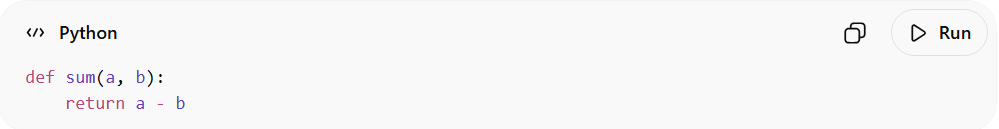 Python
Run
def sum(a, b):
    return a - b